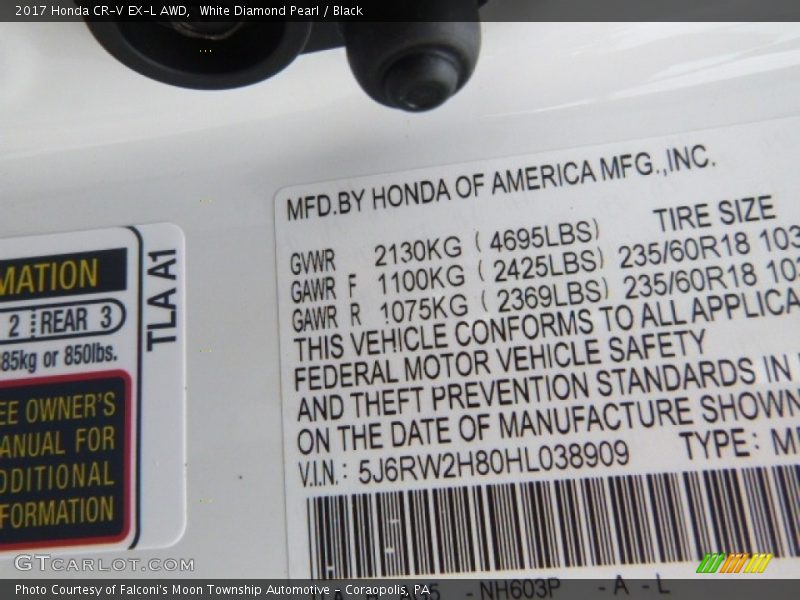 2017 Honda CR-V EX-L AWD, White Diamond Pearl / Black
MFD.BY HONDA OF AMERICA MFG.,INC.
TIRE SIZE
GVWR 2130KG ( 4695LBS)
GAWR F 1100KG ( 2425LBS) 235/60R18 103
GAWR R 1075KG ( 2369LBS) 235/60R18
THIS VEHICLE CONFORMS TO ALL APPLICA
FEDERAL MOTOR VEHICLE SAFETY
AND THEFT PREVENTION STANDARDS IN
ON THE DATE OF MANUFACTURE SHOWN
V.I.N.: 5J6RW2H80HL038909 TYPE:
NH603P - A - L
MATION
2 REAR 3
85kg or 850lbs.
EE OWNER'S
ANUAL FOR
DDITIONAL
FORMATION
TLA A1
GTCARLOT.COM
Photo Courtesy of Falconi's Moon Township Automotive – Coraopolis, PA